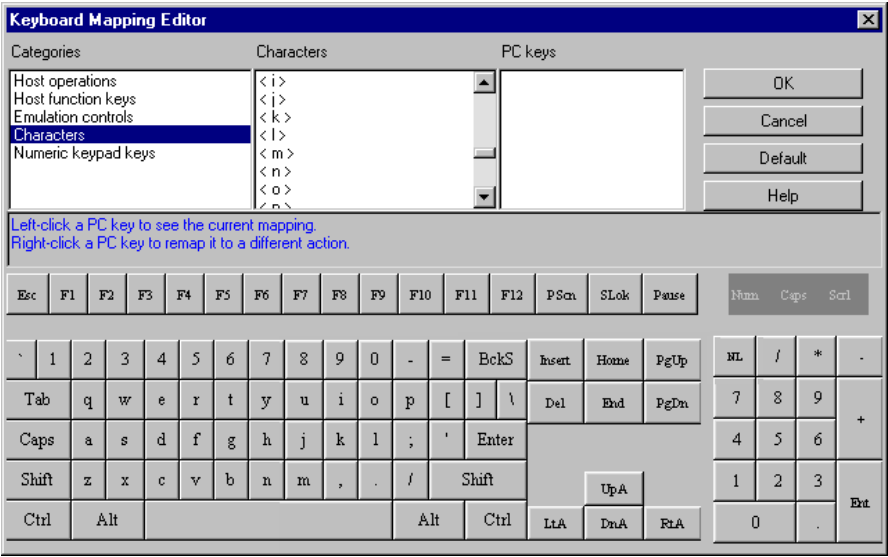 Keyboard Mapping Editor
Categories Characters PC keys
Host operations
Host function keys
Emulation controls
Characters
Numeric keypad keys
< i >
< j >
< k >
< l >
< m >
< n >
< o >
< p >
OK
Cancel
Default
Help
Left-click a PC key to see the current mapping.
Right-click a PC key to remap it to a different action.
Esc F1 F2 F3 F4 F5 F6 F7 F8 F9 F10 F11 F12 PScn SLok Pause Num Caps Scrl
` 1 2 3 4 5 6 7 8 9 0 - = BckS Insert Home PgUp NL / * -
Tab q w e r t y u i o p [ ] \ Del End PgDn 7 8 9 +
Caps a s d f g h j k l ; ' Enter 4 5 6
Shift z x c v b n m , . / Shift UpA 1 2 3 Ent
Ctrl Alt Alt Ctrl LtA DnA RtA 0 .